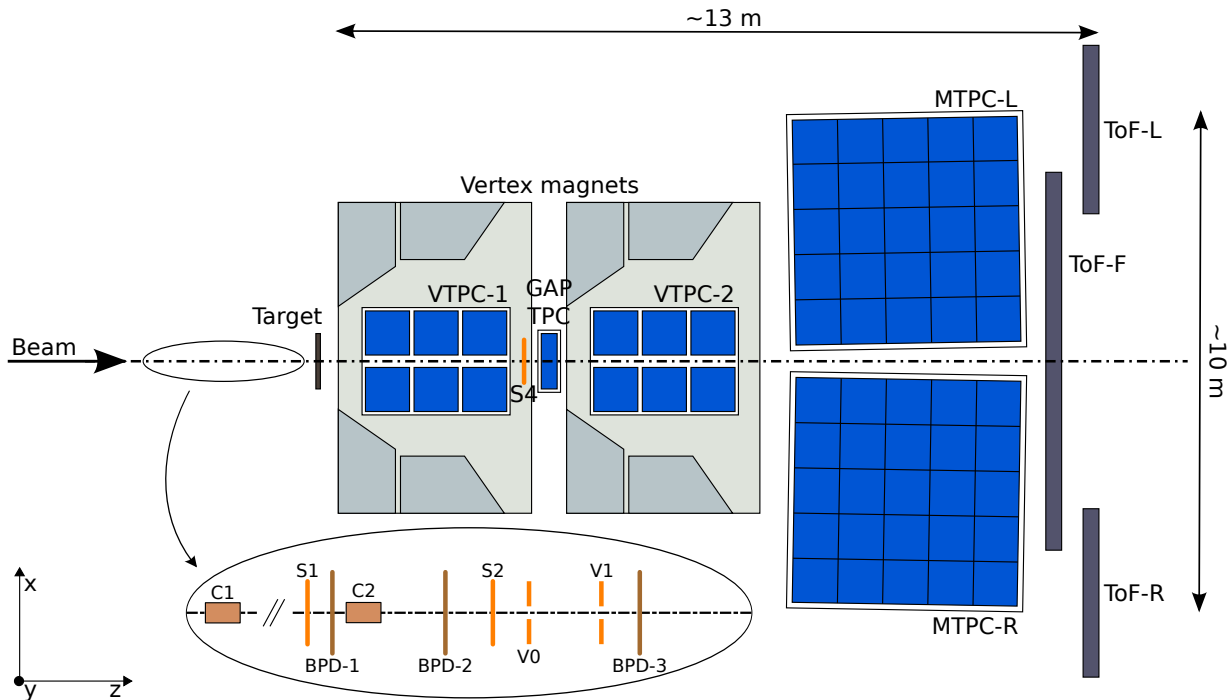 ~13 m
MTPC-L
ToF-L
Vertex magnets
ToF-F
GAP
TPC
VTPC-1
VTPC-2
Target
Beam
S4
~10 m
S1
C1
C2
S2
V1
BPD-1
BPD-2
V0
BPD-3
ToF-R
MTPC-R
x
y
z